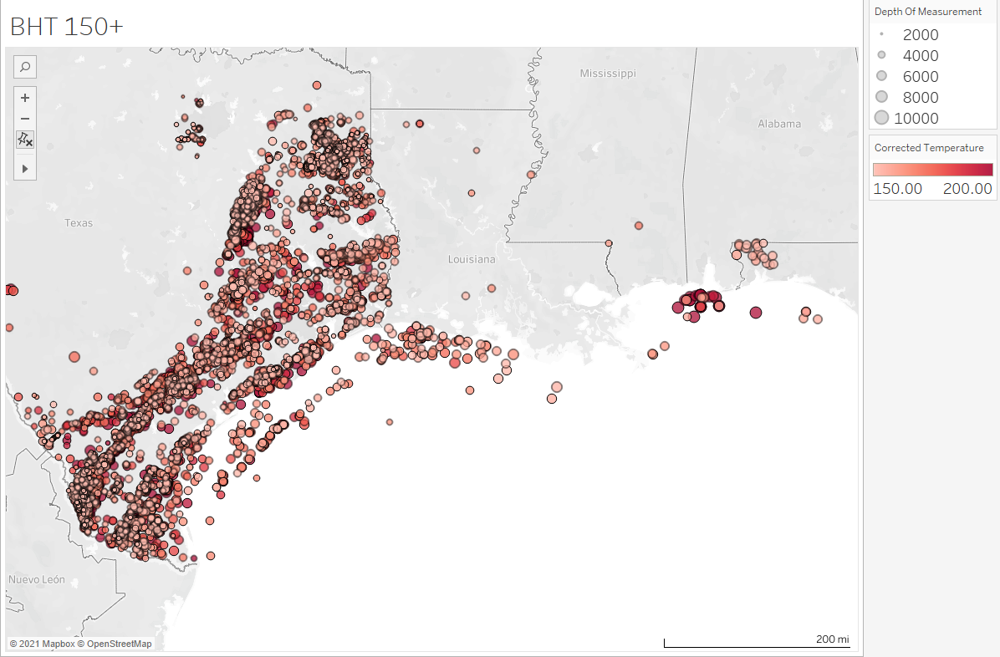 BHT 150+
Mississippi
Alabama
Texas
Louisiana
Nuevo León
© 2021 Mapbox © OpenStreetMap
200 mi
Depth Of Measurement
2000
4000
6000
8000
10000
Corrected Temperature
150.00 200.00